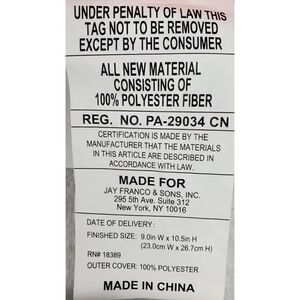 UNDER PENALTY OF LAW THIS
TAG NOT TO BE REMOVED
EXCEPT BY THE CONSUMER
ALL NEW MATERIAL
CONSISTING OF
100% POLYESTER FIBER
REG. NO. PA-29034 CN
CERTIFICATION IS MADE BY THE
MANUFACTURER THAT THE MATERIALS
IN THIS ARTICLE ARE DESCRIBED IN
ACCORDANCE WITH LAW.
MADE FOR
JAY FRANCO & SONS, INC.
295 5th Ave. Suite 312
New York, NY 10016
DATE OF DELIVERY:
FINISHED SIZE: 9.0in W x 10.5in H
(23.0cm W x 26.7cm H)
RN# 18389
OUTER COVER: 100% POLYESTER
MADE IN CHINA